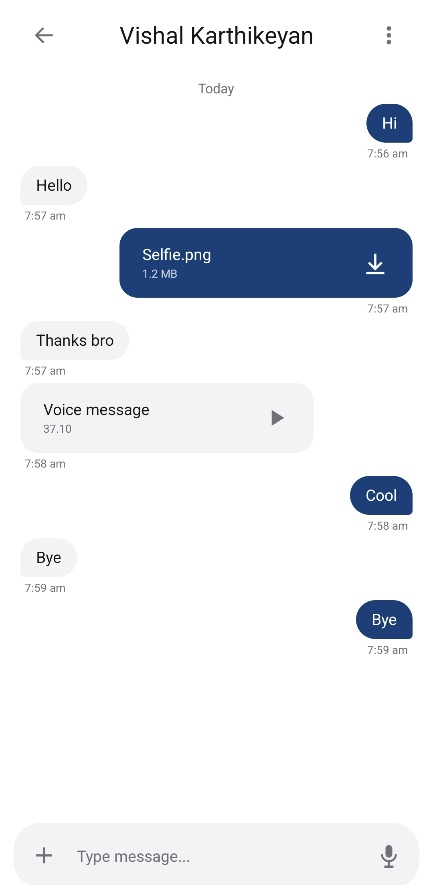 Vishal Karthikeyan
Today
Hi
7:56 am
Hello
7:57 am
Selfie.png
1.2 MB
7:57 am
Thanks bro
7:57 am
Voice message
37.10
7:58 am
Cool
7:58 am
Bye
7:59 am
Bye
7:59 am
Type message...